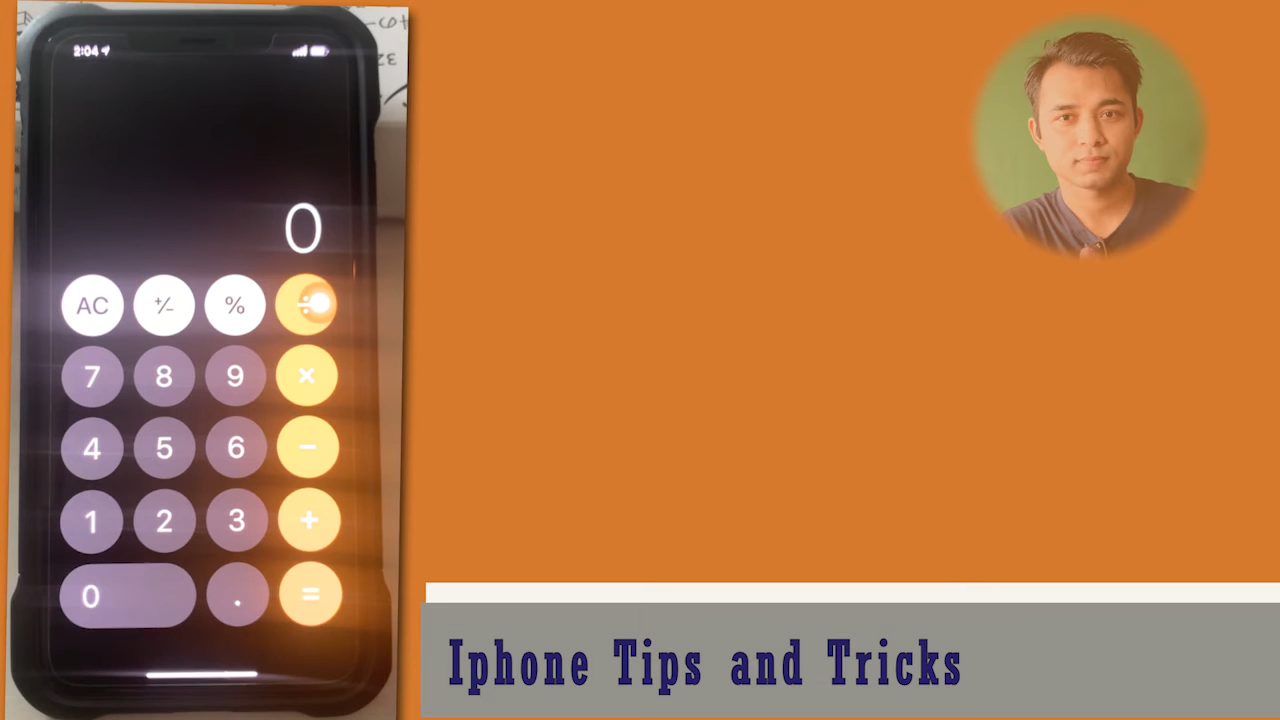 2:04
0
AC +/- % ÷
7 8 9 ×
4 5 6 −
1 2 3 +
0 . =
Iphone Tips and Tricks